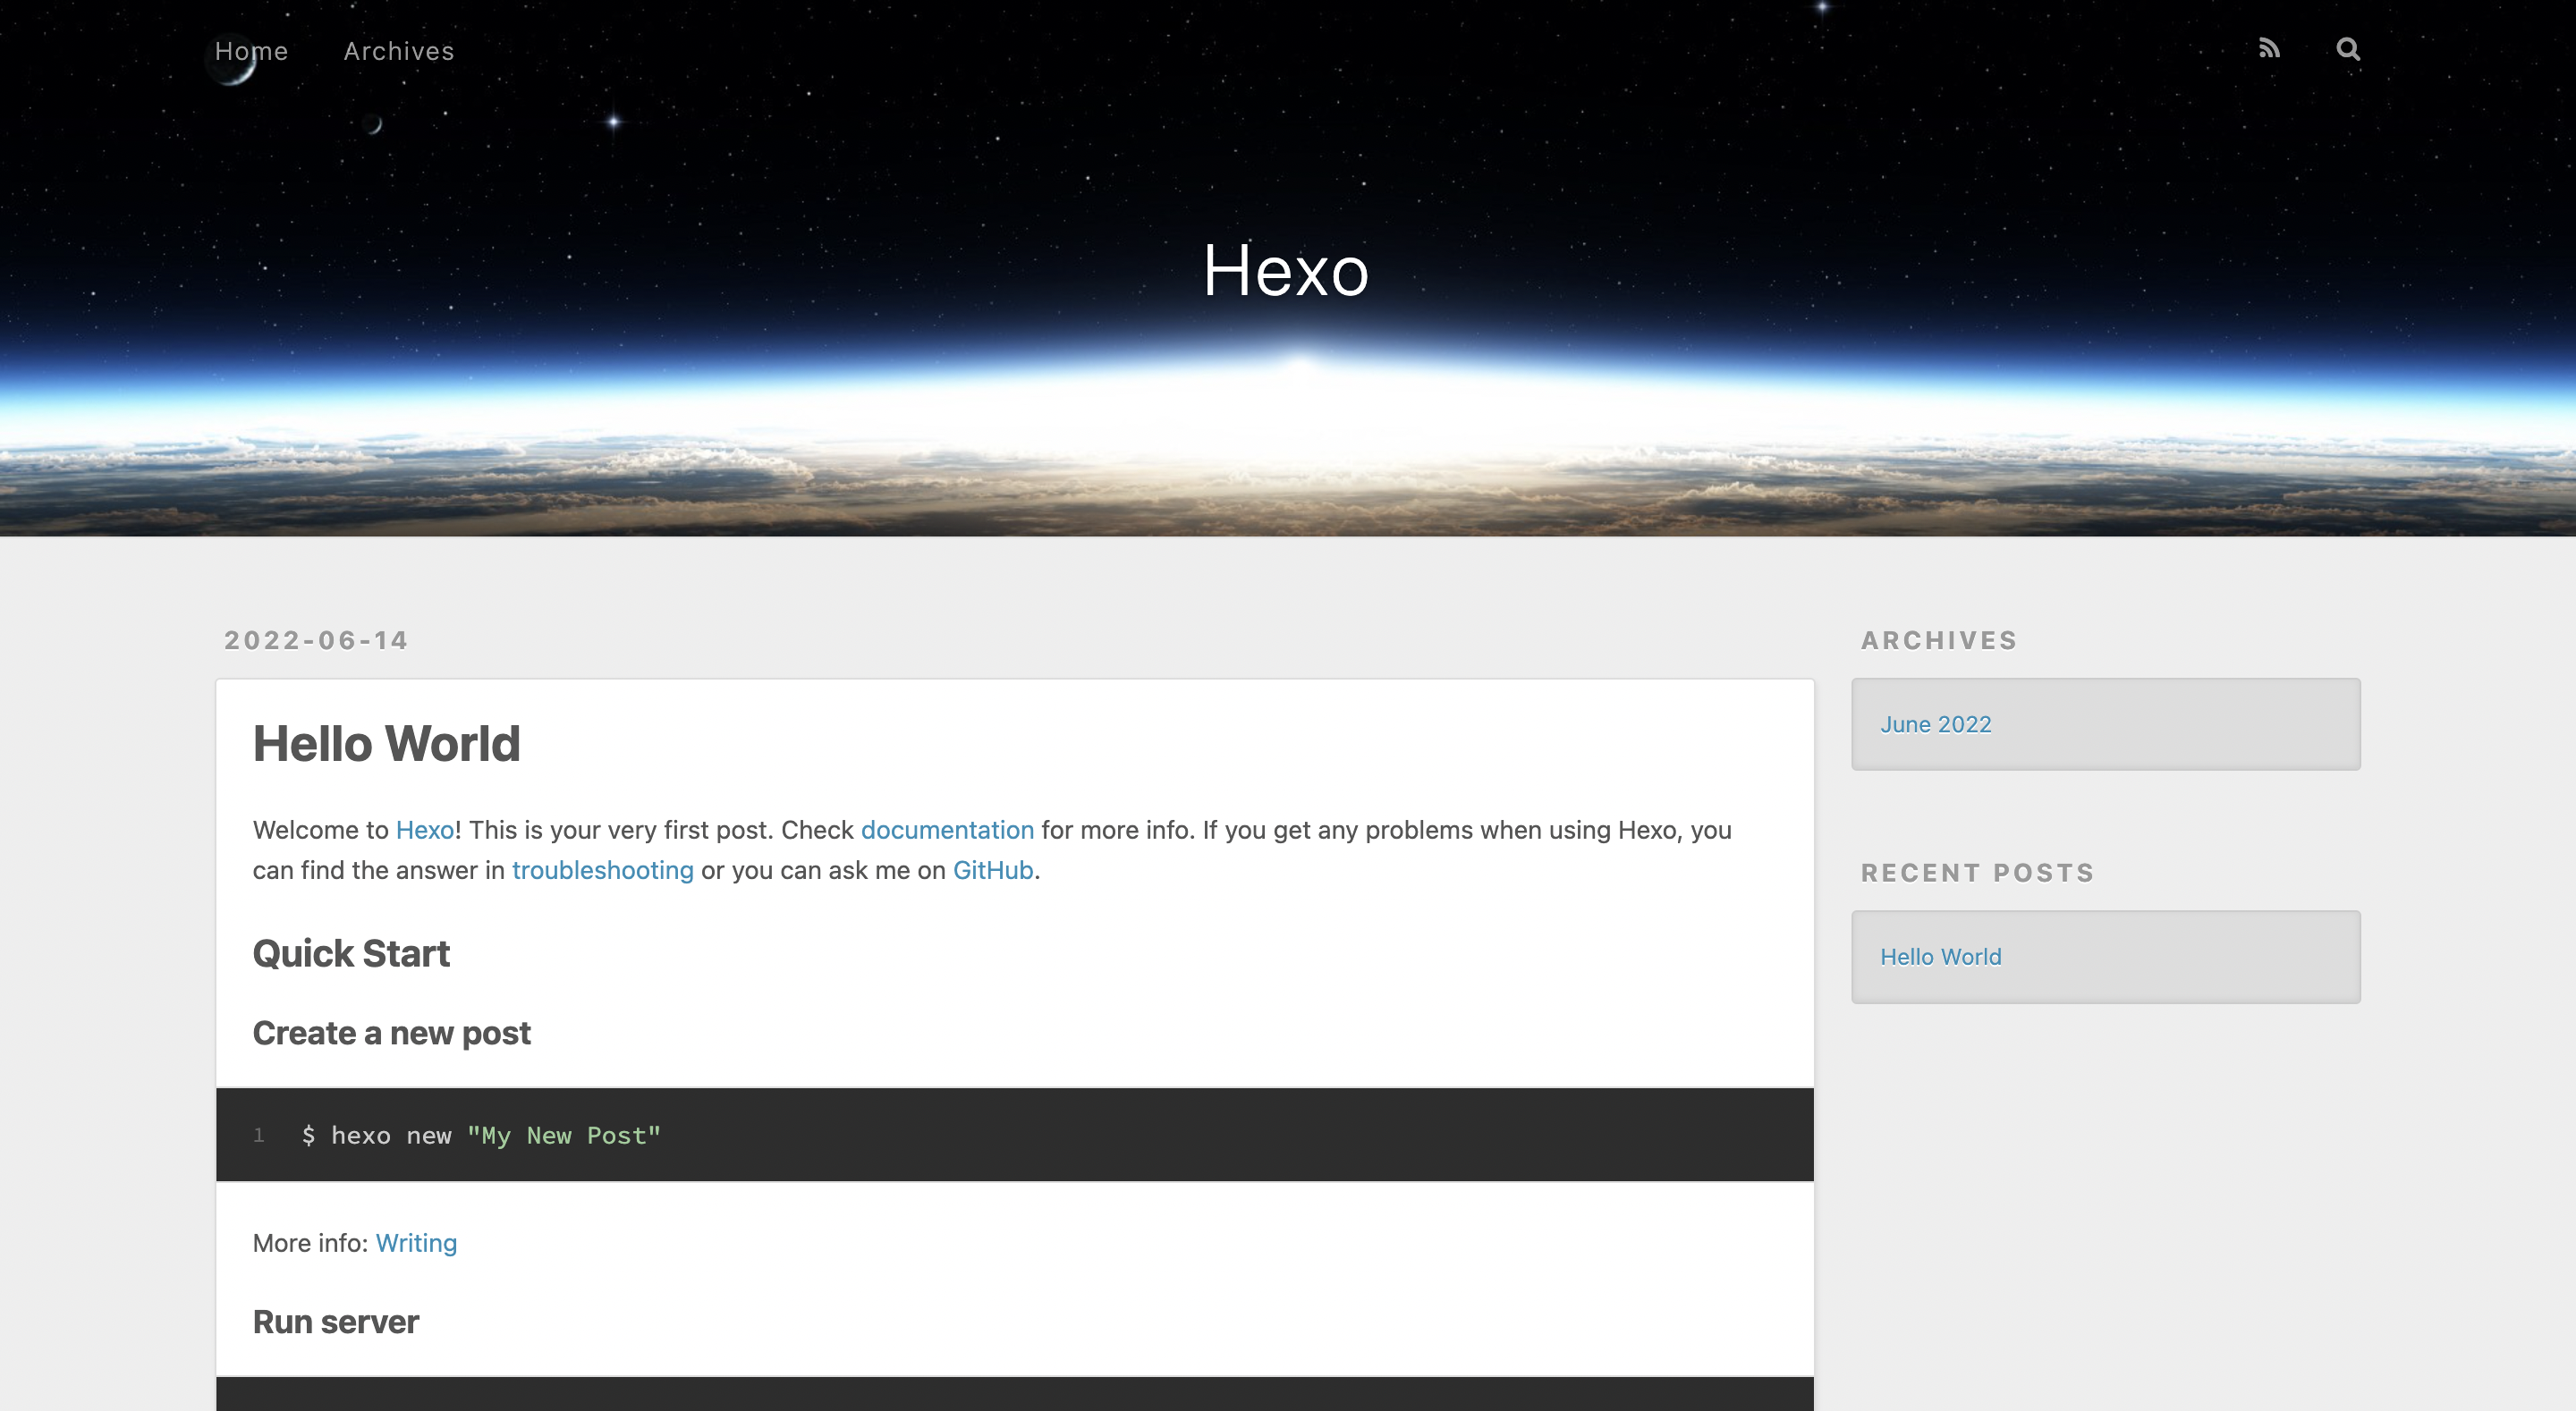 Home Archives
Hexo
2022-06-14
Hello World
Welcome to Hexo! This is your very first post. Check documentation for more info. If you get any problems when using Hexo, you
can find the answer in troubleshooting or you can ask me on GitHub.
Quick Start
Create a new post
1 $ hexo new "My New Post"
More info: Writing
Run server
ARCHIVES
June 2022
RECENT POSTS
Hello World